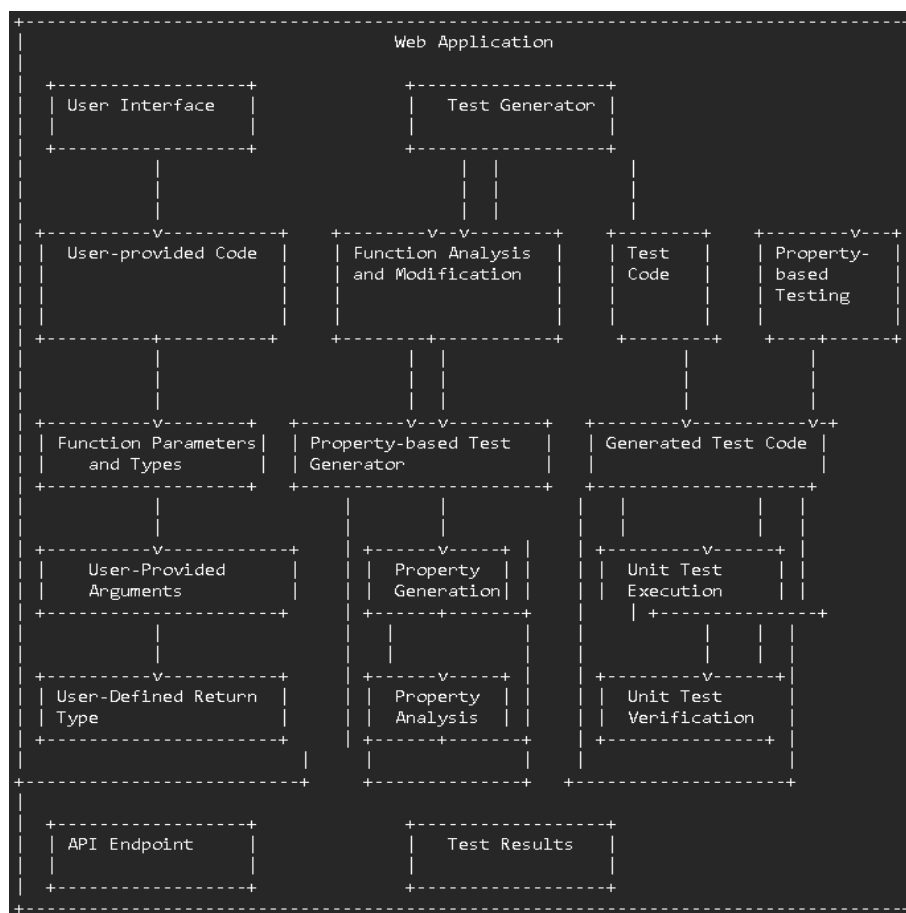 Web Application
User Interface Test Generator
User-provided Code Function Analysis Test Property-
and Modification Code based
Testing
Function Parameters Property-based Test Generated Test Code
and Types Generator
User-Provided Property Unit Test
Arguments Generation Execution
User-Defined Return Property Unit Test
Type Analysis Verification
API Endpoint Test Results